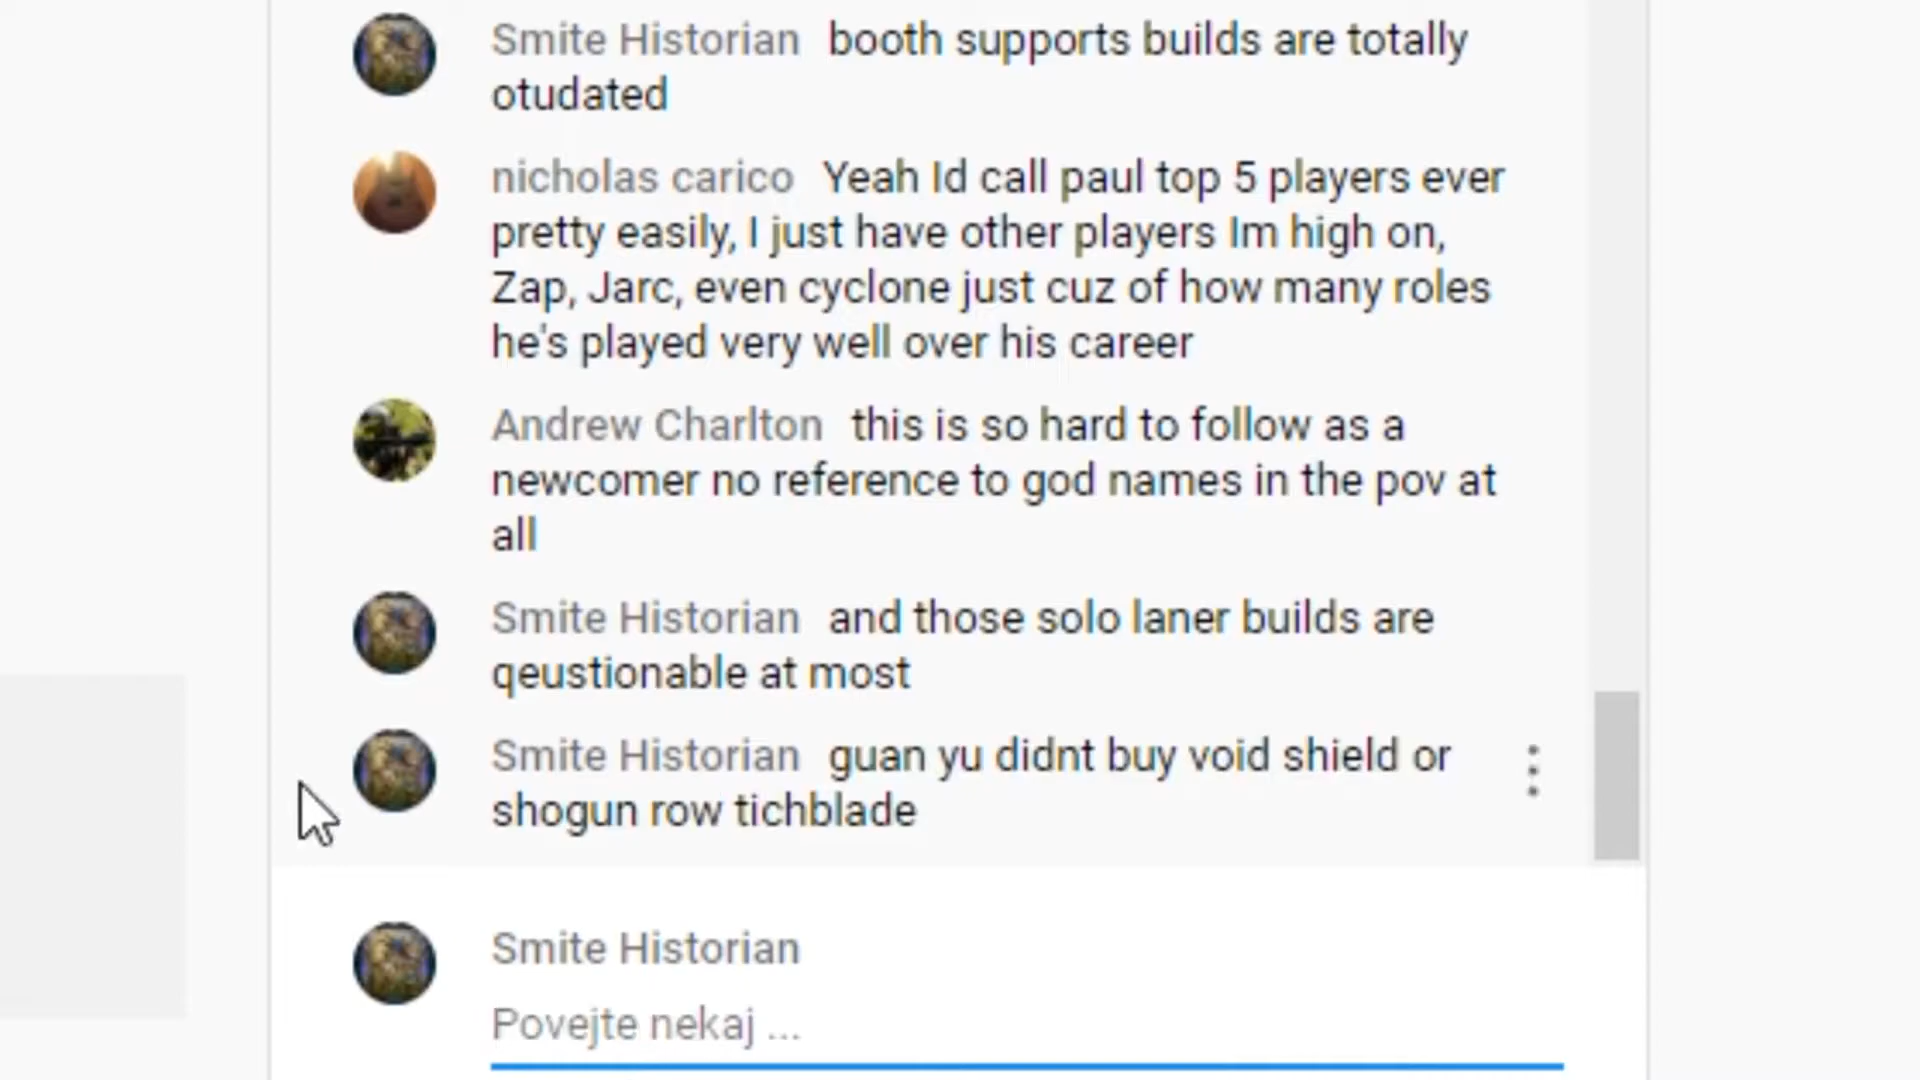 Smite Historian booth supports builds are totally
otudated
nicholas carico Yeah Id call paul top 5 players ever
pretty easily, I just have other players Im high on,
Zap, Jarc, even cyclone just cuz of how many roles
he's played very well over his career
Andrew Charlton this is so hard to follow as a
newcomer no reference to god names in the pov at
all
Smite Historian and those solo laner builds are
qeustionable at most
Smite Historian guan yu didnt buy void shield or
shogun row tichblade
Smite Historian
Povejte nekaj ...